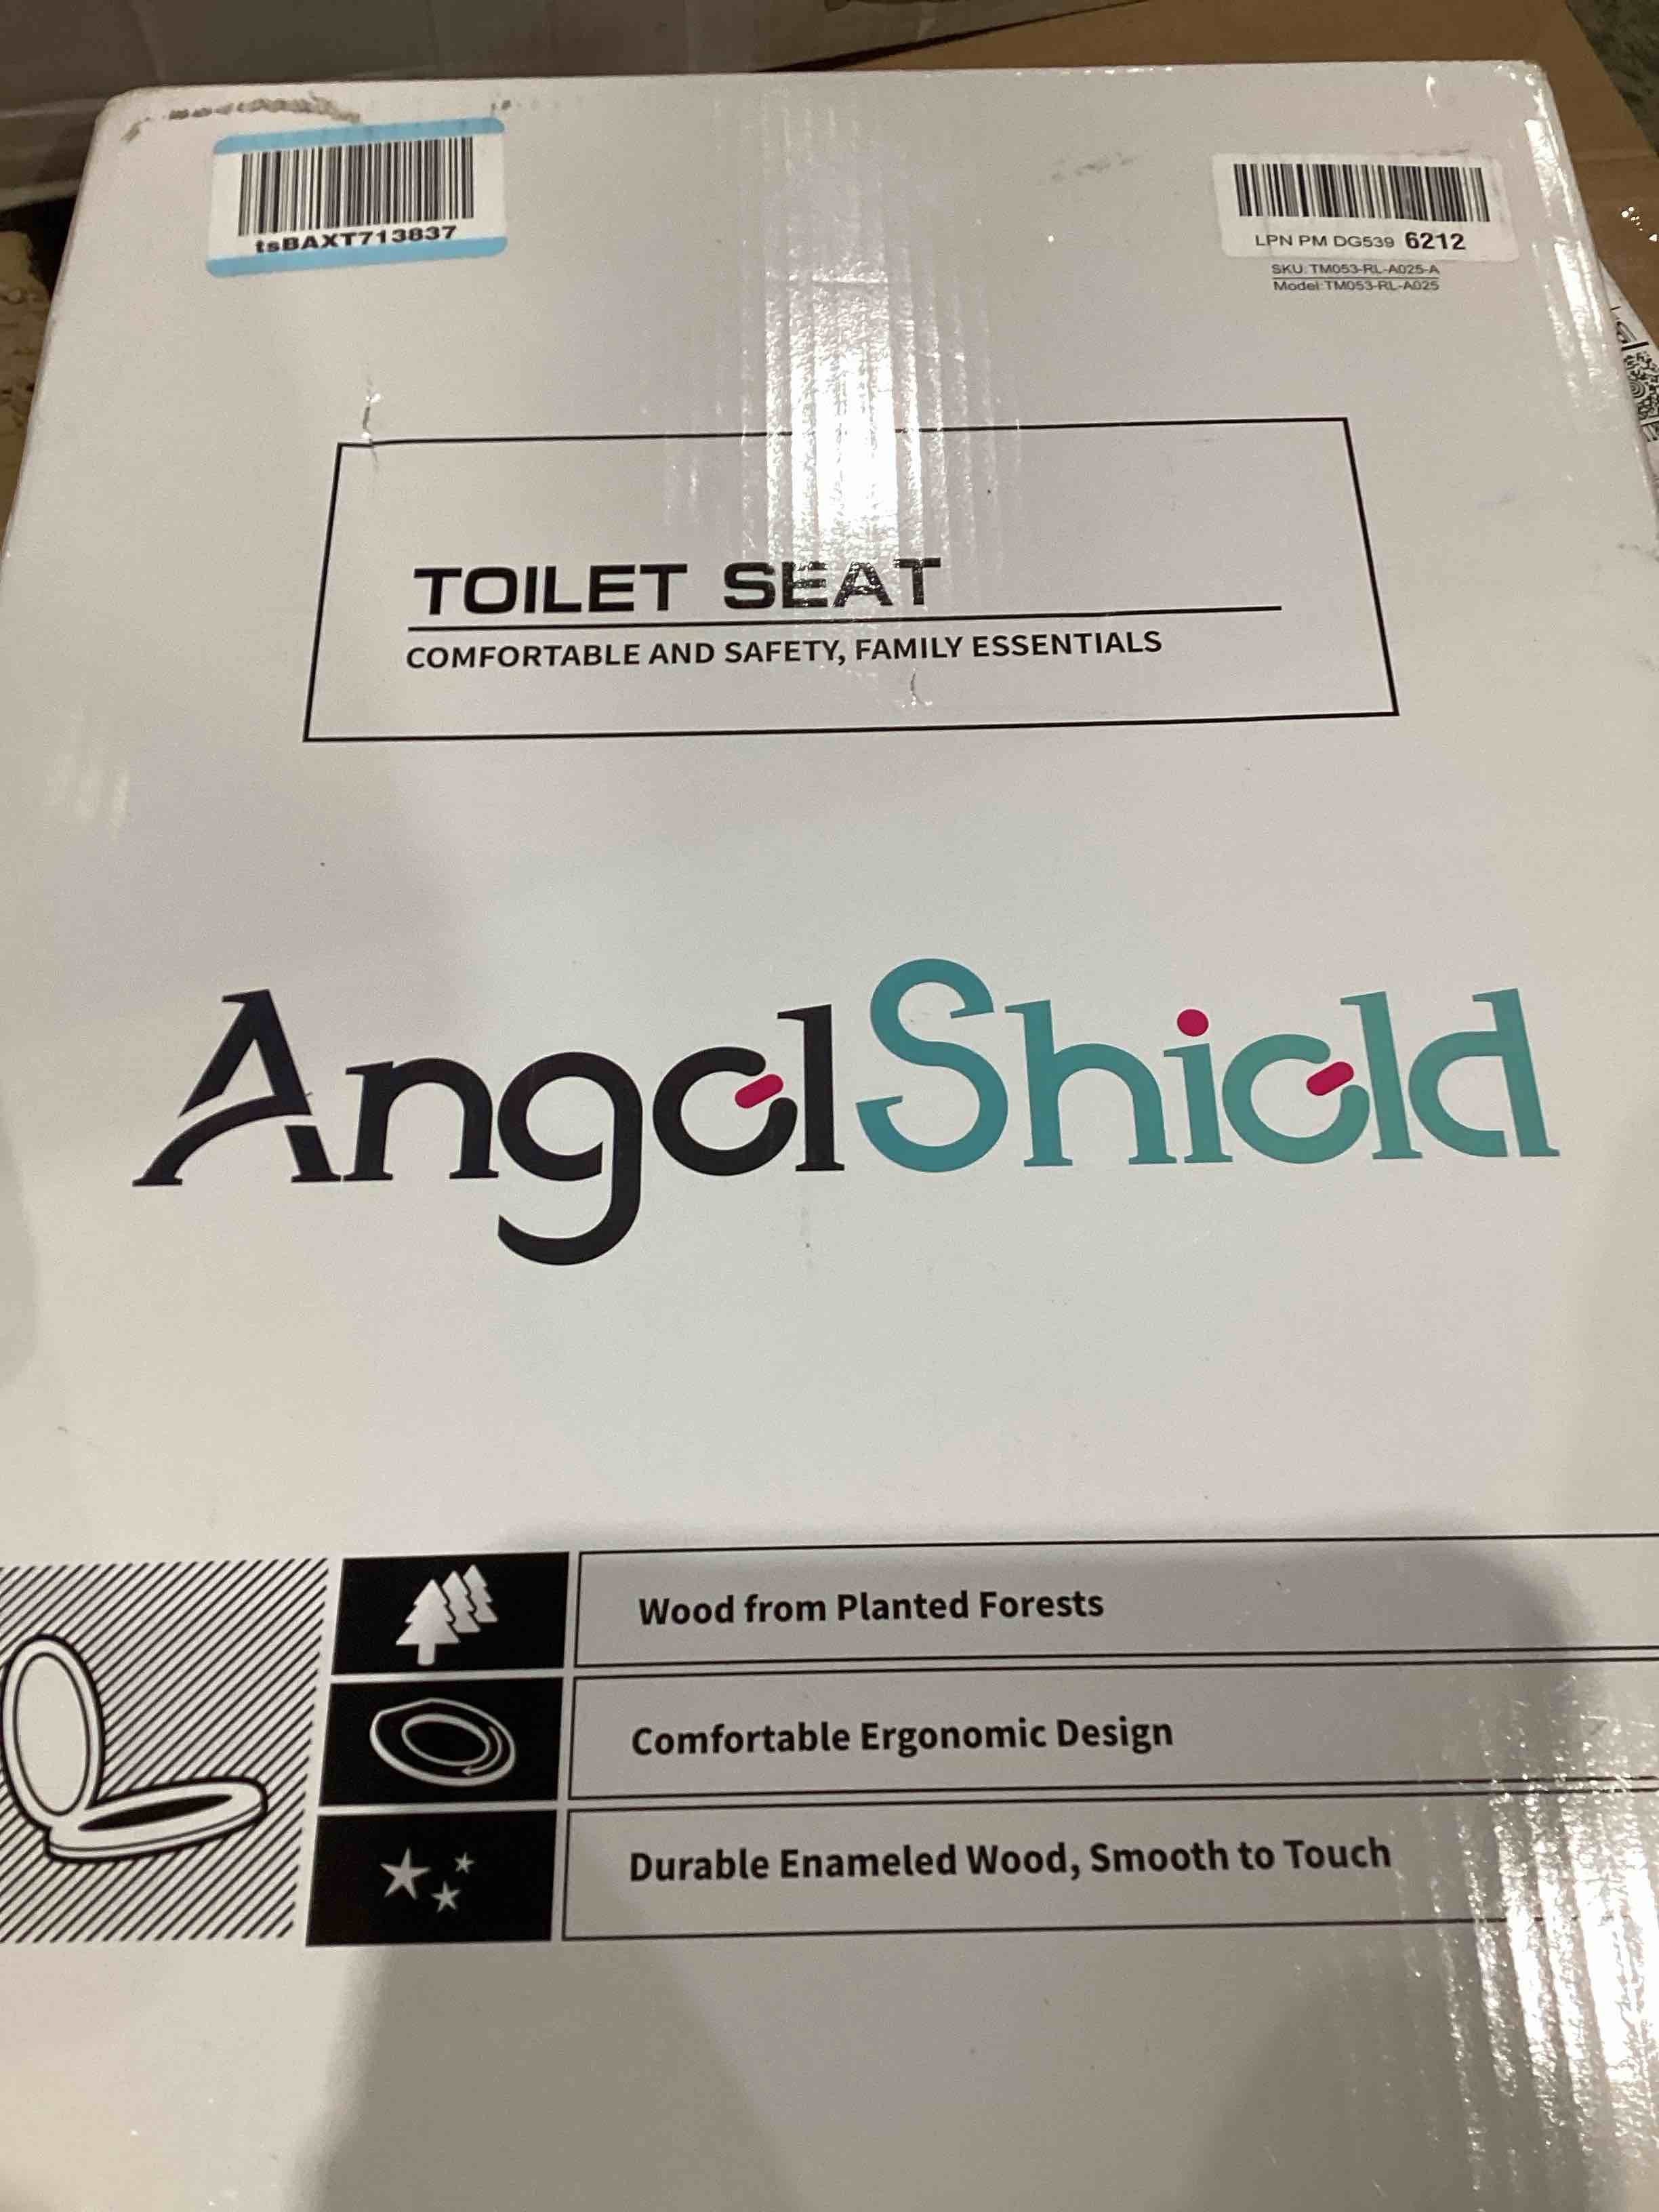 tsBAXT713837
LPN PM DG539 6212
SKU: TM053-RL-A025-A
Model:TM053-RL-A025
TOILET SEAT
COMFORTABLE AND SAFETY, FAMILY ESSENTIALS
AngelShield
Wood from Planted Forests
Comfortable Ergonomic Design
Durable Enameled Wood, Smooth to Touch